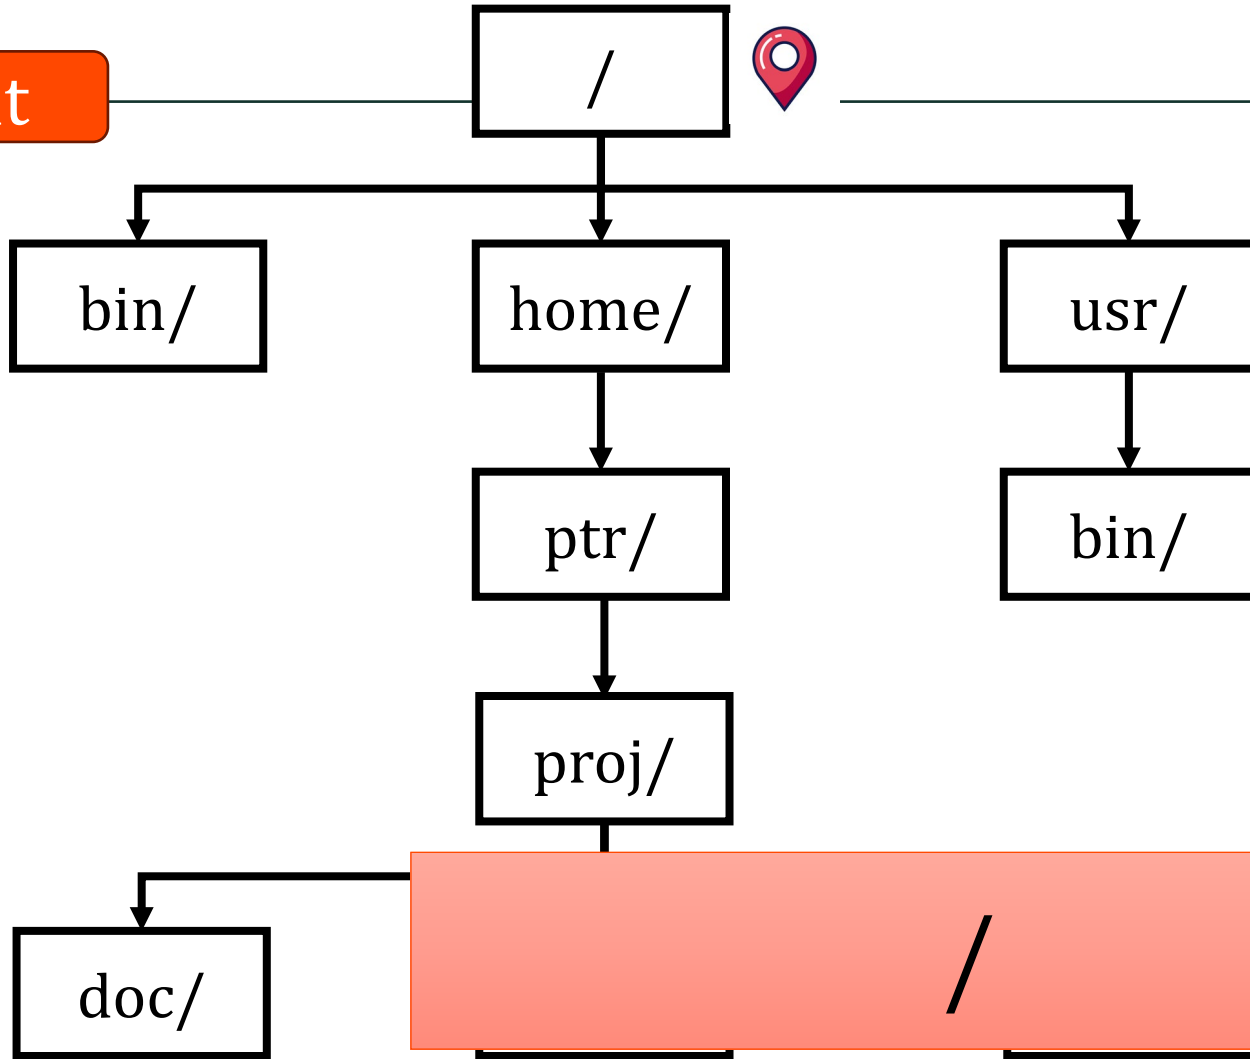 /
bin/
home/
usr/
ptr/
bin/
proj/
doc/
/